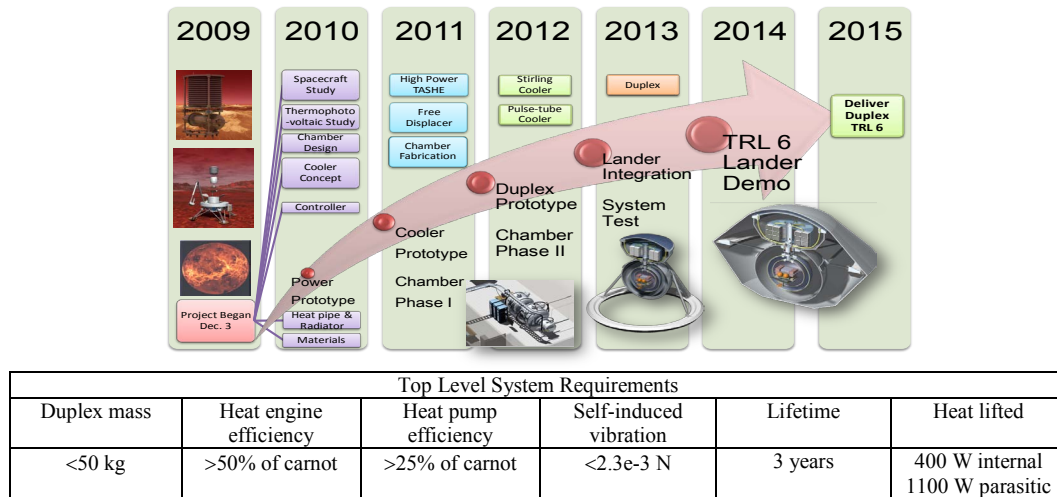 2009
2010
2011
2012
2013
2014
2015
Project Began
Dec. 3
Spacecraft
Study
Thermophoto
-voltaic Study
Chamber
Design
Cooler
Concept
Controller
Power
Prototype
Heat pipe &
Radiator
Materials
High Power
TASHE
Free
Displacer
Chamber
Fabrication
Cooler
Prototype
Chamber
Phase I
Stirling
Cooler
Pulse-tube
Cooler
Duplex
Prototype
Chamber
Phase II
Duplex
Lander
Integration
System
Test
TRL 6
Lander
Demo
Deliver
Duplex
TRL 6
Top Level System Requirements
Duplex mass
Heat engine
efficiency
Heat pump
efficiency
Self-induced
vibration
Lifetime
Heat lifted
<50 kg
>50% of carnot
>25% of carnot
<2.3e-3 N
3 years
400 W internal
1100 W parasitic